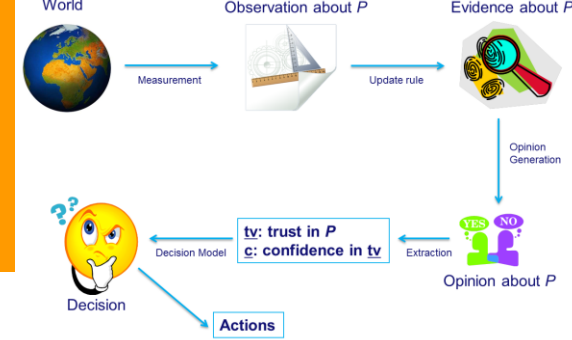 World
Observation about P
Evidence about P
Measurement
Update rule
Opinion
Generation
YES
NO
tv: trust in P
c: confidence in tv
Decision Model
Extraction
Opinion about P
??
Decision
Actions